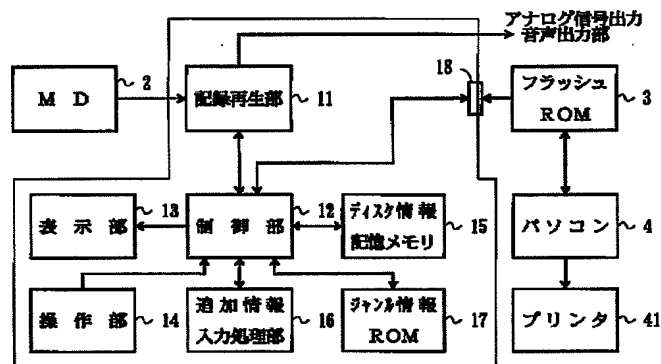 アナログ信号出力
音声出力部
18
MD
2
記録再生部
11
フラッシュ
ROM
3
表示部
13
制御部
12
ディスク情報
記憶メモリ
15
パソコン
4
操作部
14
追加情報
入力処理部
16
ジャンル情報
ROM
17
プリンタ
41